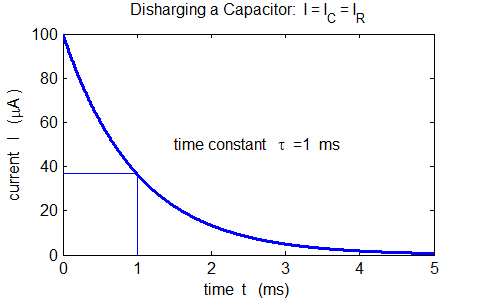 Disharging a Capacitor: I = I_C = I_R
100
80
60
40
20
0
current I (μA)
time constant τ =1 ms
0 1 2 3 4 5
time t (ms)